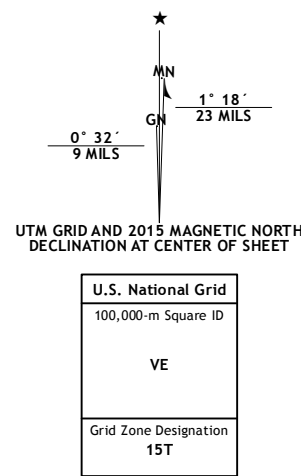 ★
MN
1° 18´
23 MILS
GN
0° 32´
9 MILS
UTM GRID AND 2015 MAGNETIC NORTH
DECLINATION AT CENTER OF SHEET
U.S. National Grid
100,000-m Square ID
VE
Grid Zone Designation
15T